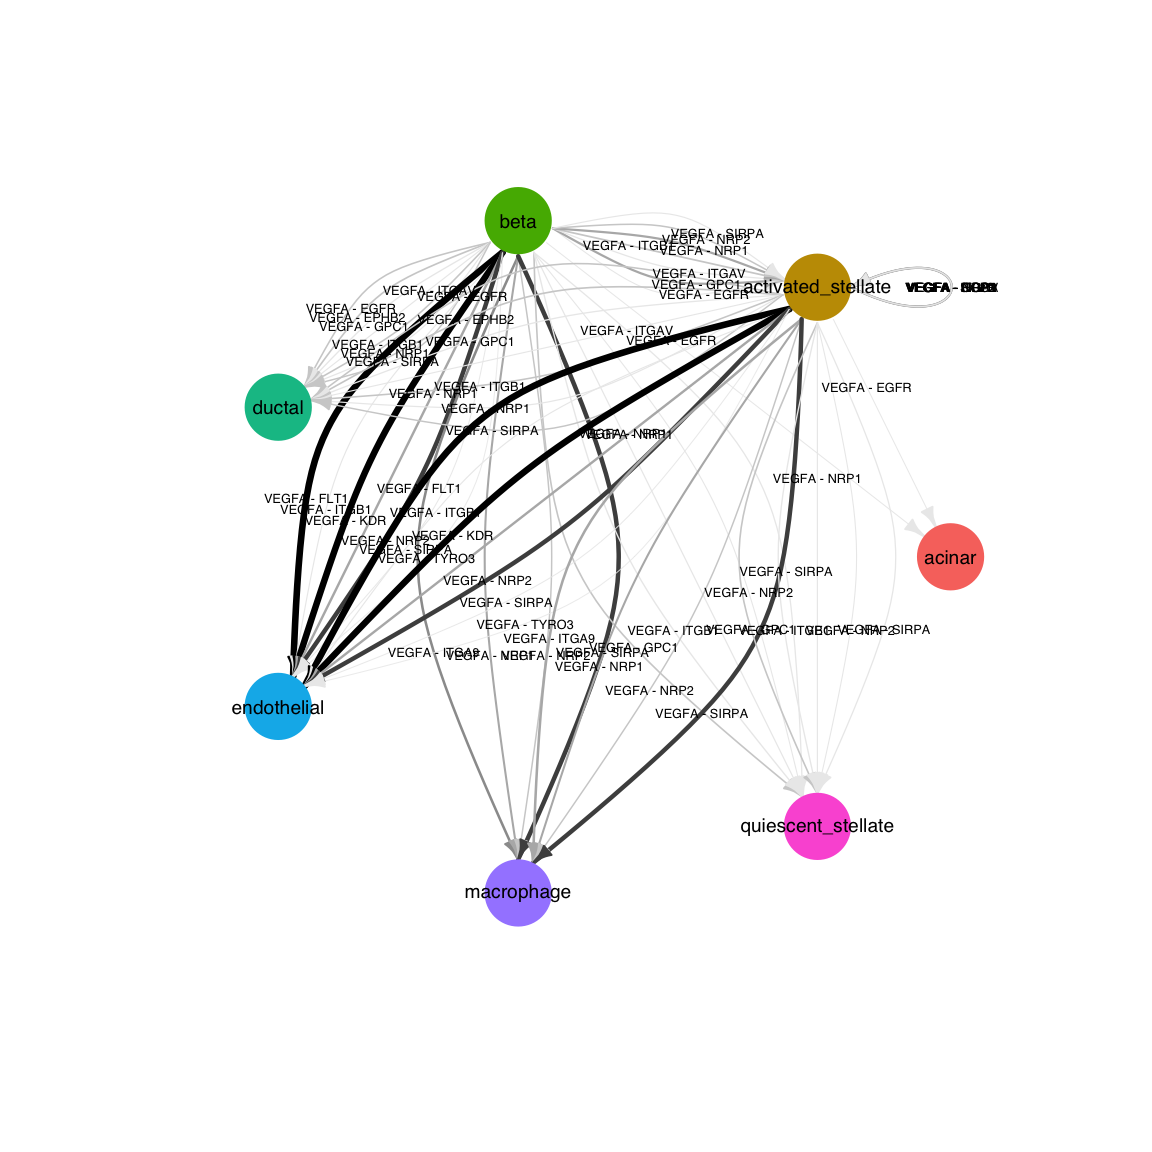 beta
VEGFA - SIRPA
VEGFA - NRP2
VEGFA - ITGB1
VEGFA - NRP1
VEGFA - ITGAV
VEGFA - GPC1
activated_stellate
VEGFA - EGFR
VEGFA - ITGAV
VEGFA - EGFR
VEGFA - EGFR
VEGFA - EPHB2
VEGFA - EPHB2
VEGFA - GPC1
VEGFA - ITGAV
VEGFA - EGFR
VEGFA - ITGB1
VEGFA - GPC1
VEGFA - NRP1
VEGFA - SIRPA
VEGFA - ITGB1
VEGFA - EGFR
VEGFA - NRP1
ductal
VEGFA - NRP1
VEGFA - SIRPA
VEGFA - NRP1
VEGFA - NRP1
VEGFA - FLT1
VEGFA - FLT1
VEGFA - ITGB1
VEGFA - ITGB1
VEGFA - KDR
VEGFA - KDR
VEGFA - NRP2
VEGFA - SIRPA
VEGFA - TYRO3
acinar
VEGFA - NRP2
VEGFA - SIRPA
VEGFA - SIRPA
VEGFA - NRP2
VEGFA - TYRO3
VEGFA - ITGB1
VEGFA - GPC1
VEGFA - ITGB1
VEGFA - NRP2
VEGFA - SIRPA
VEGFA - ITGA9
VEGFA - GPC1
VEGFA - ITGA9
VEGFA - NRP1
VEGFA - NRP2
VEGFA - SIRPA
VEGFA - NRP1
VEGFA - NRP2
endothelial
VEGFA - SIRPA
quiescent_stellate
macrophage